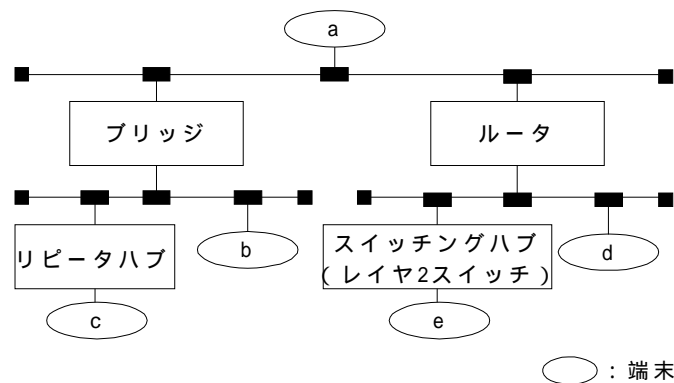 a
ブリッジ
ルータ
リピータハブ
b
スイッチングハブ
(レイヤ2スイッチ)
d
c
e
：端末